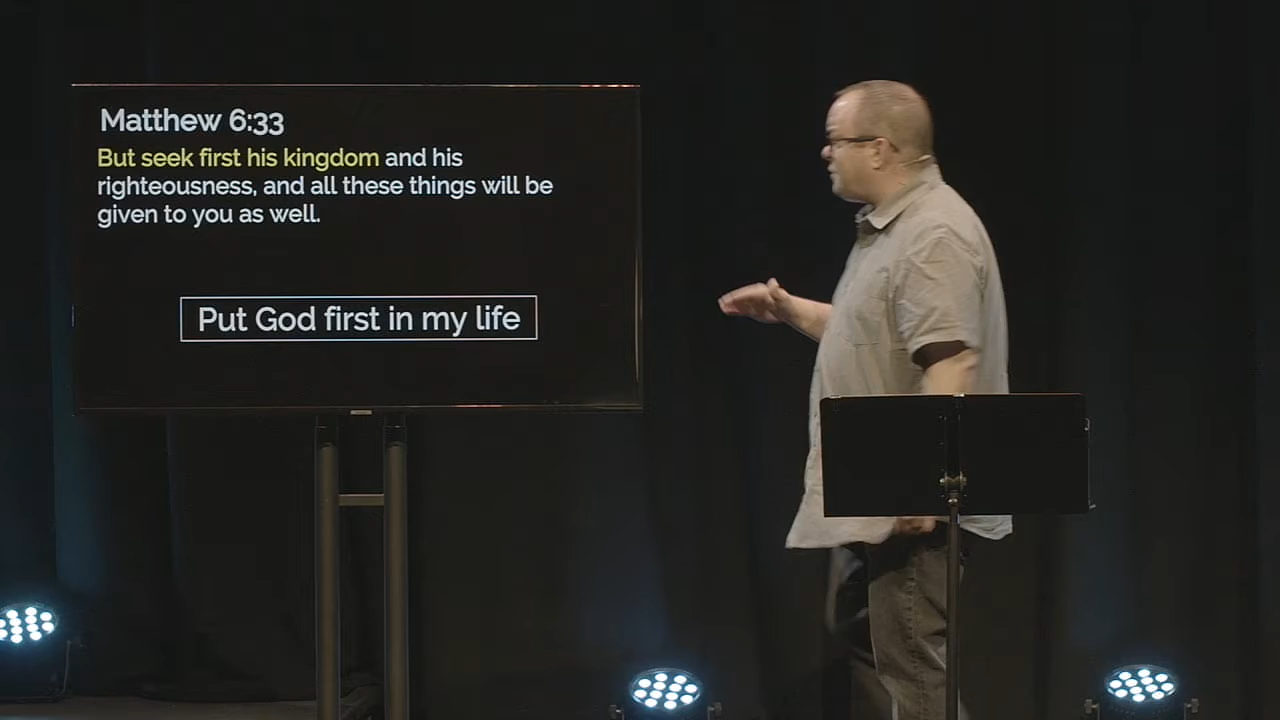 Matthew 6:33
But seek first his kingdom and his
righteousness, and all these things will be
given to you as well.
Put God first in my life